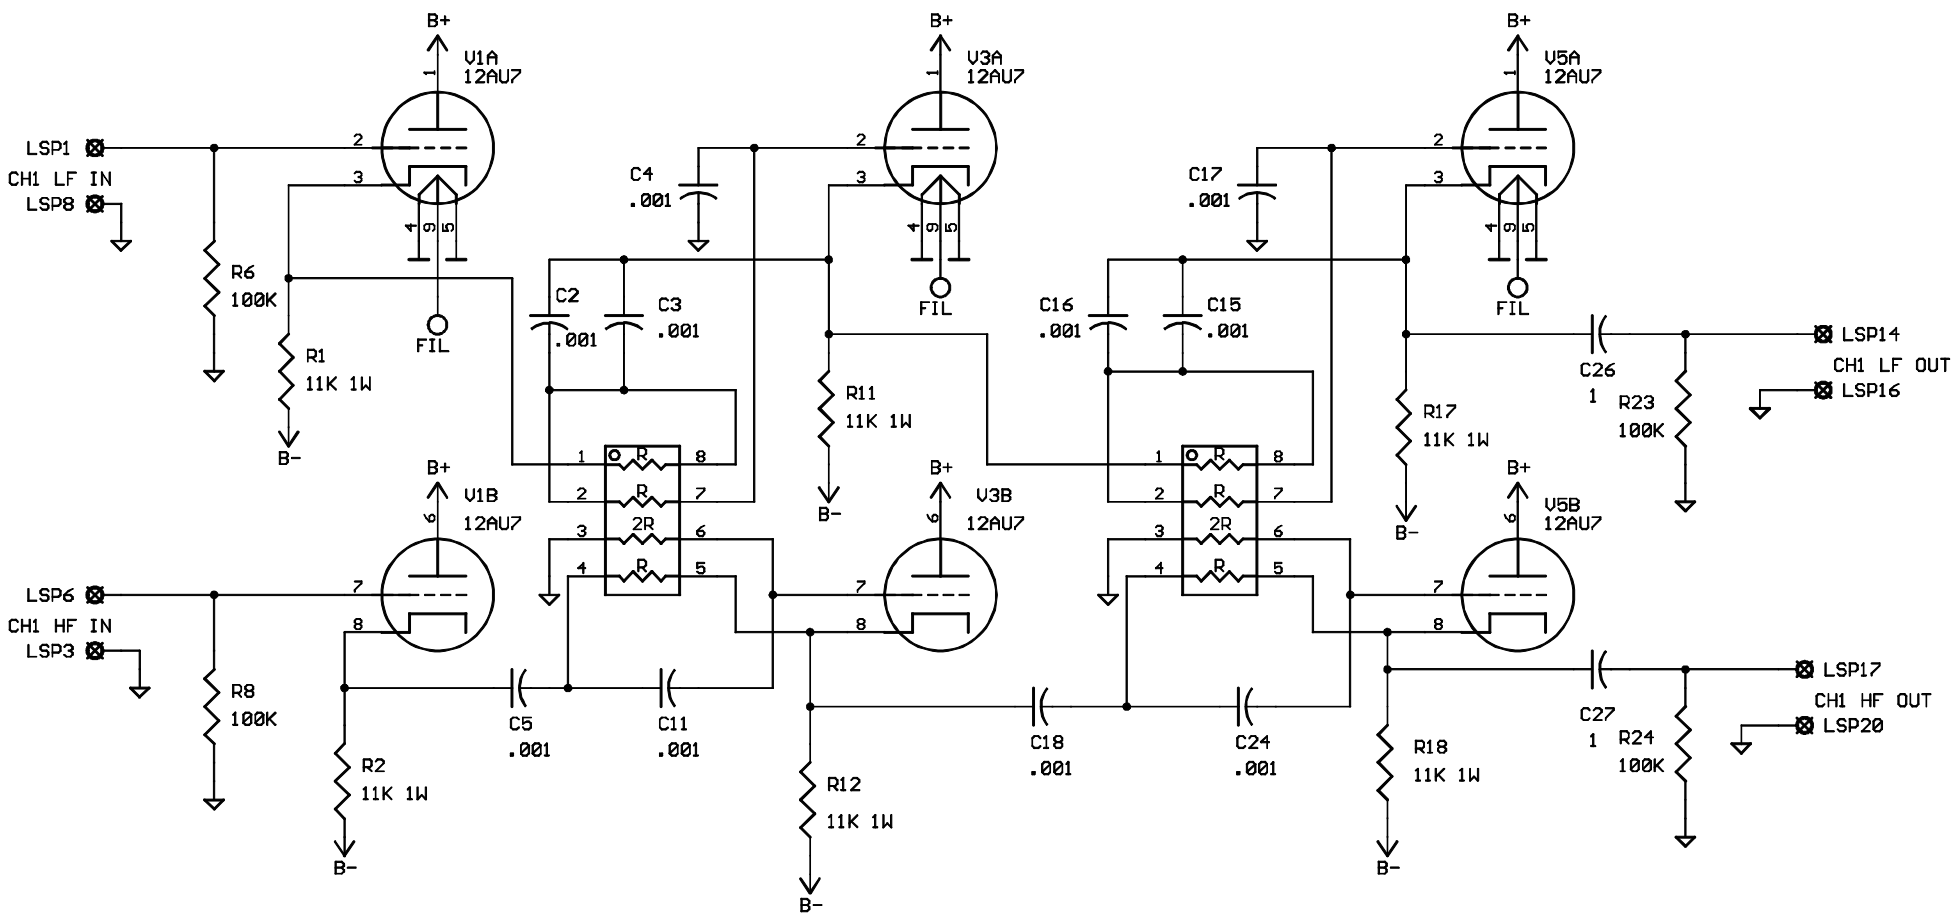 B+
V1A
12AU7
1
LSP1
2
CH1 LF IN
3
LSP8
4
9
5
R6
100K
FIL
R1
11K 1W
B-
B+
V3A
12AU7
1
2
C4
.001
3
4
9
5
FIL
C2
.001
C3
.001
R11
11K 1W
B-
1
R
8
2
R
7
3
2R
6
4
R
5
B+
V5A
12AU7
1
2
C17
.001
3
4
9
5
FIL
C16
.001
C15
.001
C26
1
LSP14
CH1 LF OUT
LSP16
R23
100K
R17
11K 1W
B-
1
R
8
2
R
7
3
2R
6
4
R
5
B+
V1B
12AU7
6
LSP6
7
CH1 HF IN
8
LSP3
R8
100K
R2
11K 1W
B-
C5
.001
C11
.001
B+
V3B
12AU7
6
7
8
R12
11K 1W
B-
C18
.001
C24
.001
B+
V5B
12AU7
6
7
8
R18
11K 1W
B-
C27
1
R24
100K
LSP17
CH1 HF OUT
LSP20